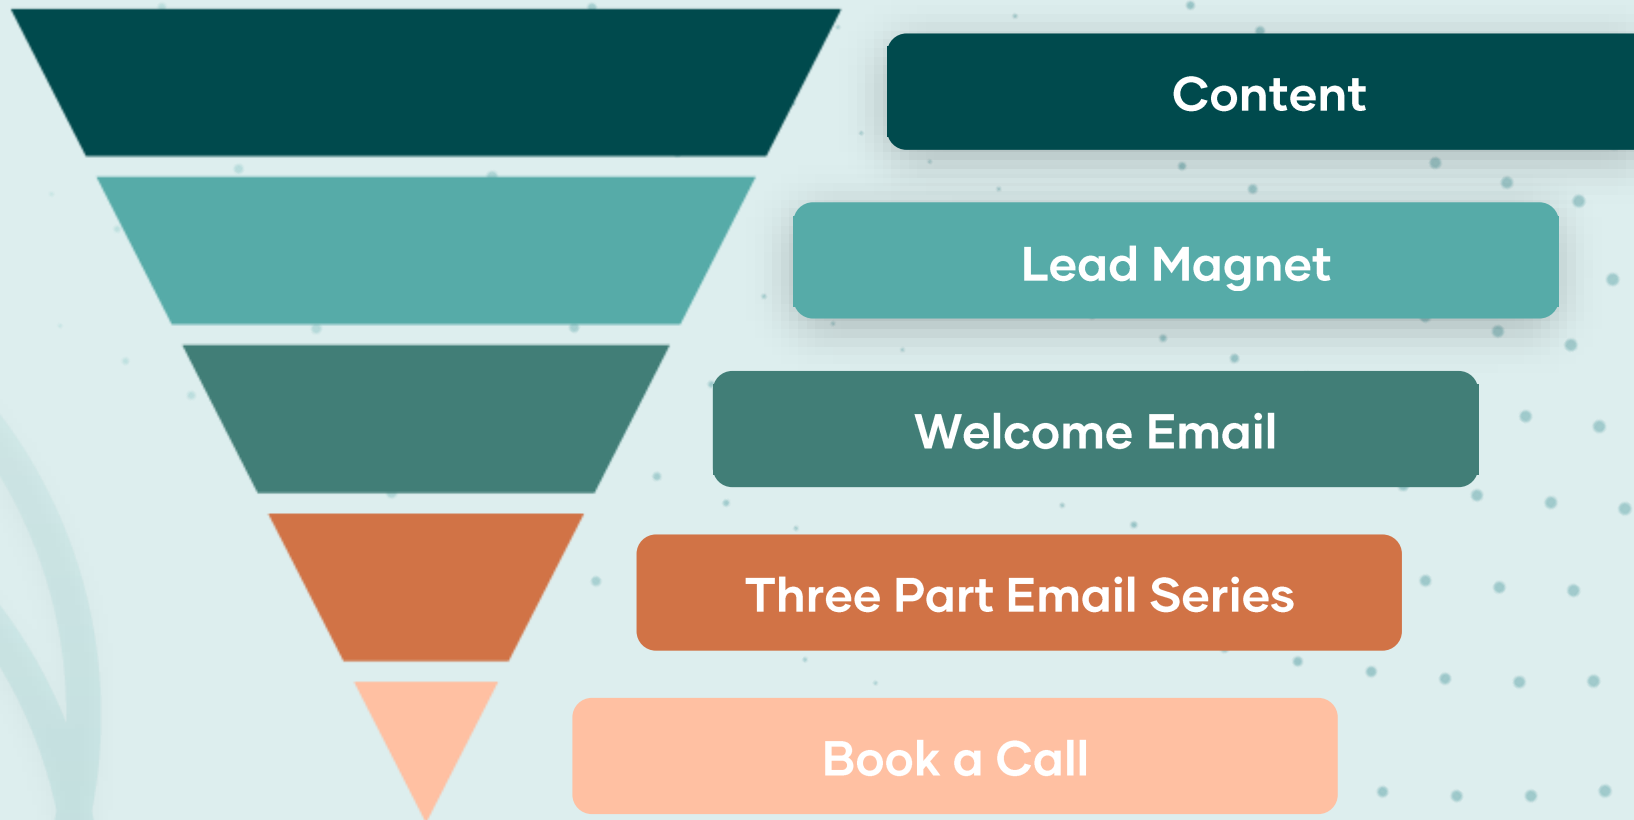 Content
Lead Magnet
Welcome Email
Three Part Email Series
Book a Call